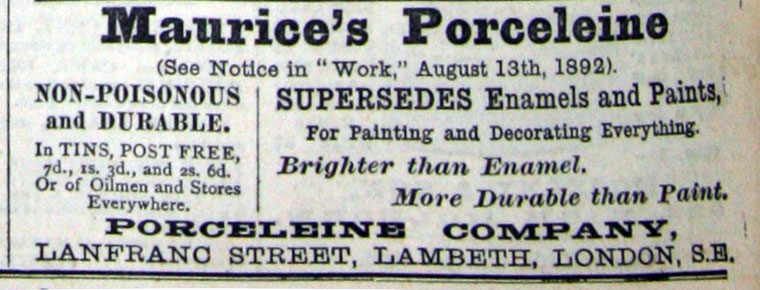 Maurice's Porceleine
(See Notice in "Work," August 13th, 1892).
NON-POISONOUS
and DURABLE.
In TINS, POST FREE,
7d., 1s. 3d., and 2s. 6d.
Or of Oilmen and Stores
Everywhere.
SUPERSEDES Enamels and Paints,
For Painting and Decorating Everything.
Brighter than Enamel.
More Durable than Paint.
PORCELEINE COMPANY,
LANFRANC STREET, LAMBETH, LONDON, S.E.